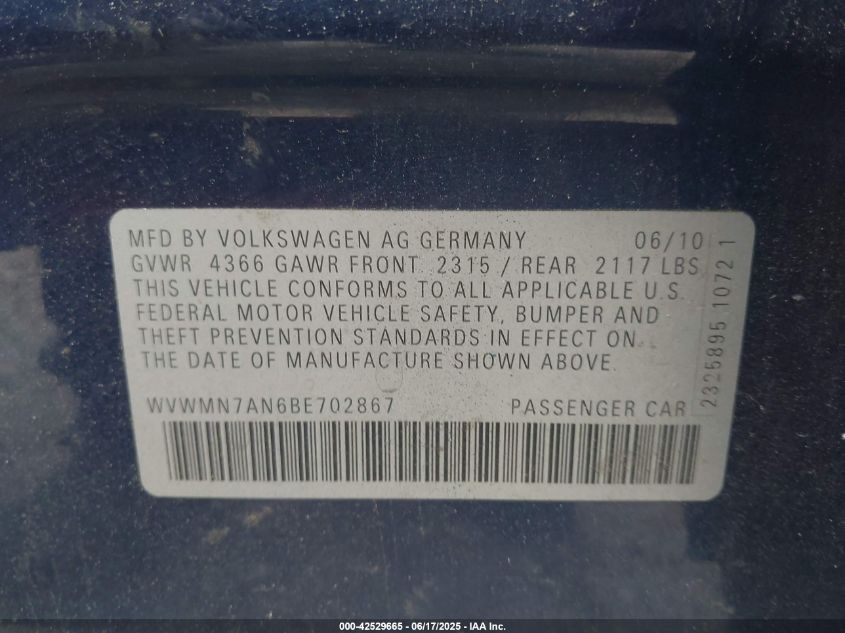 MFD BY VOLKSWAGEN AG GERMANY 06/10
GVWR 4366 GAWR FRONT 2315 / REAR 2117 LBS
THIS VEHICLE CONFORMS TO ALL APPLICABLE U.S.
FEDERAL MOTOR VEHICLE SAFETY, BUMPER AND
THEFT PREVENTION STANDARDS IN EFFECT ON
THE DATE OF MANUFACTURE SHOWN ABOVE.
WVWMN7AN6BE702867 PASSENGER CAR
2325895 10721
000-42529665 - 06/17/2025 - IAA Inc.